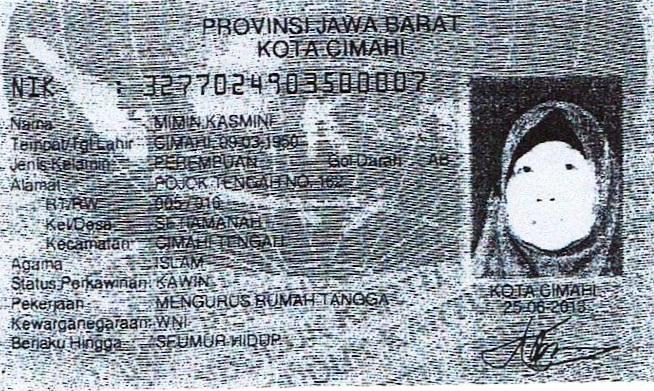 PROVINSI JAWA BARAT
KOTA CIMAHI
NIK : 3277024903500007
Nama : MIMIN KASMINI
Tempat/Tgl Lahir : CIMAHI, 09-03-1950
Jenis Kelamin : PEREMPUAN Gol Darah : AB
Alamat : POJOK TENGAH NO. 162
RT/RW : 005/010
Kel/Desa : SETIAMANAH
Kecamatan : CIMAHI TENGAH
Agama : ISLAM
Status Perkawinan: KAWIN
Pekerjaan : MENGURUS RUMAH TANGGA
Kewarganegaraan: WNI
Berlaku Hingga : SEUMUR HIDUP
KOTA CIMAHI
25-06-2013